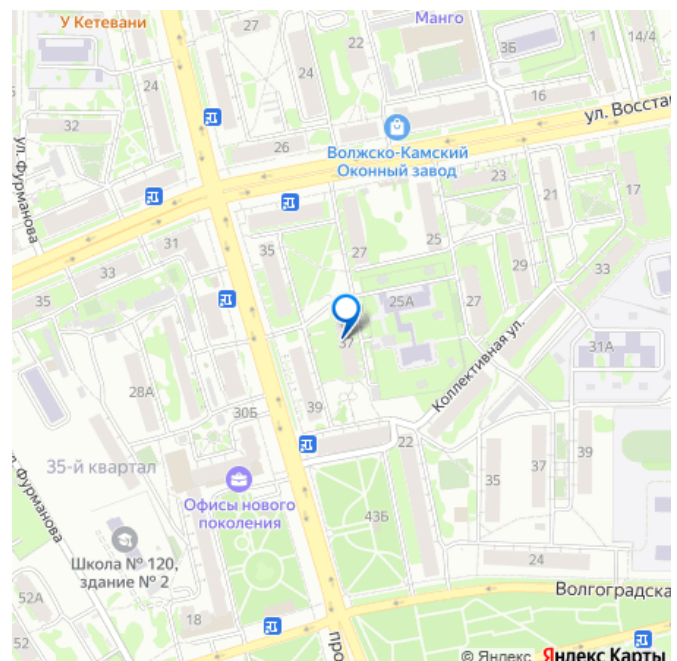 У Кетевани
27
22
Манго
3Б
1
14/4
24
24
16
ул. Восста
32
26
Волжско-Камский
Оконный завод
ул. Фурманова
23
21
17
31
35
27
25
29
33
33
35
25А
27
37
31А
28А
Коллективная ул.
39
30Б
22
39
37
35
35-й квартал
Офисы нового
поколения
43Б
л. Фурманова
Школа № 120,
здание № 2
24
Волгоградска
52А
18
52
про
© Яндекс Яндекс Карты